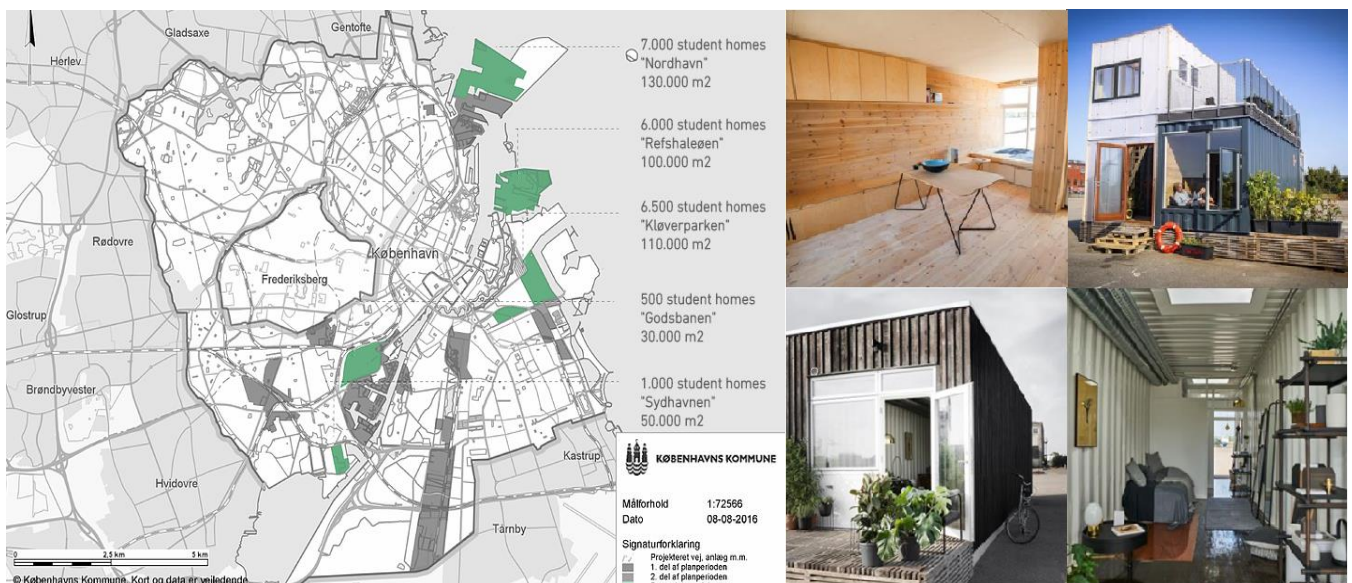 Gladsaxe
Gentofte
Herlev
Rødovre
København
Frederiksberg
Glostrup
Brøndbyvester
Hvidovre
Kastrup
Tårnby
7.000 student homes
"Nordhavn"
130.000 m2
6.000 student homes
"Refshaleøen"
100.000 m2
6.500 student homes
"Kløverparken"
110.000 m2
500 student homes
"Godsbanen"
30.000 m2
1.000 student homes
"Sydhavnen"
50.000 m2
KØBENHAVNS KOMMUNE
Målforhold 1:72566
Dato 08-08-2016
Signaturforklaring
Projekteret vej, anlæg m.m.
1. del af planperioden
2. del af planperioden
0 2,5 km 5 km
© Københavns Kommune. Kort og data er vejledende